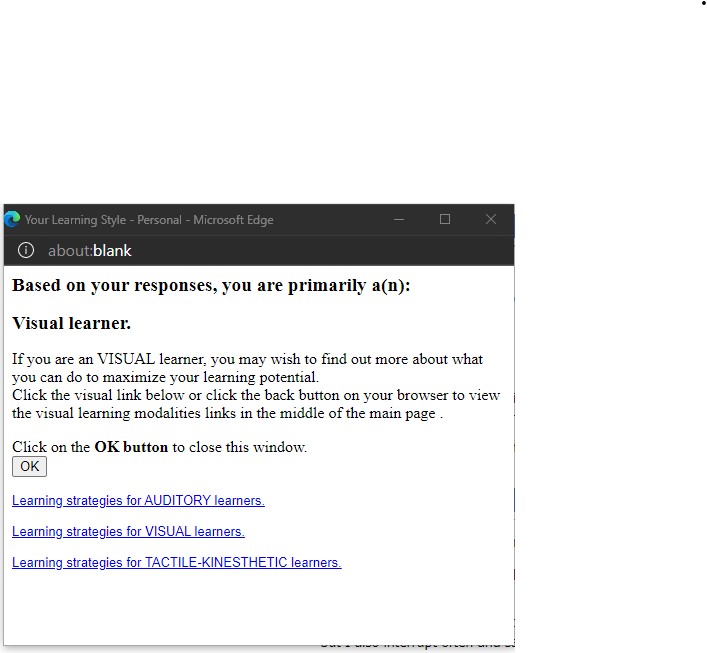 Your Learning Style - Personal - Microsoft Edge
about:blank
Based on your responses, you are primarily a(n):
Visual learner.
If you are an VISUAL learner, you may wish to find out more about what
you can do to maximize your learning potential.
Click the visual link below or click the back button on your browser to view
the visual learning modalities links in the middle of the main page .
Click on the OK button to close this window.
OK
Learning strategies for AUDITORY learners.
Learning strategies for VISUAL learners.
Learning strategies for TACTILE-KINESTHETIC learners.